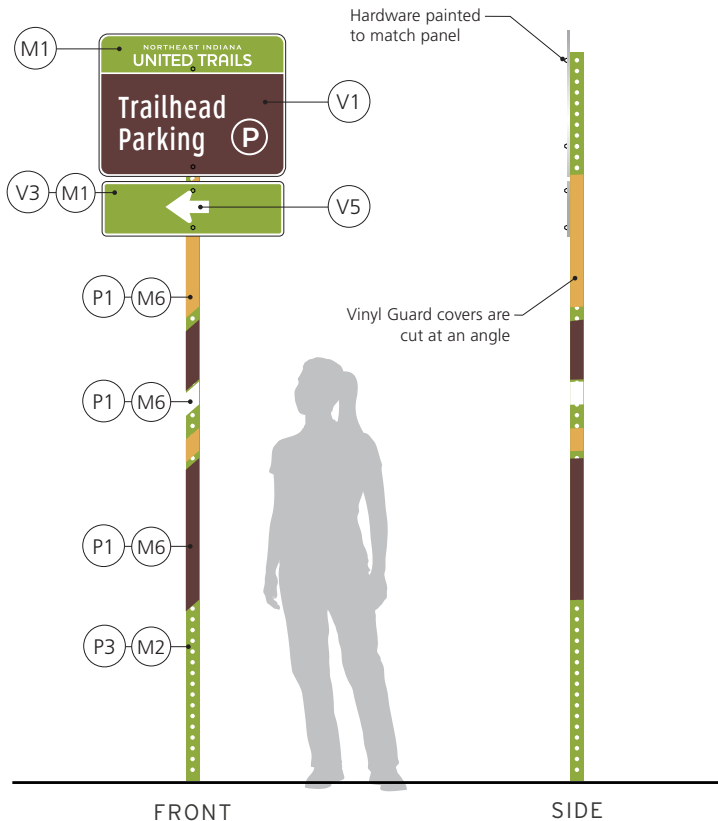 Hardware painted
to match panel
M1
NORTHEAST INDIANA
UNITED TRAILS
Trailhead
Parking
P
V1
V3
M1
V5
P1
M6
Vinyl Guard covers are
cut at an angle
P1
M6
P1
M6
P3
M2
FRONT
SIDE